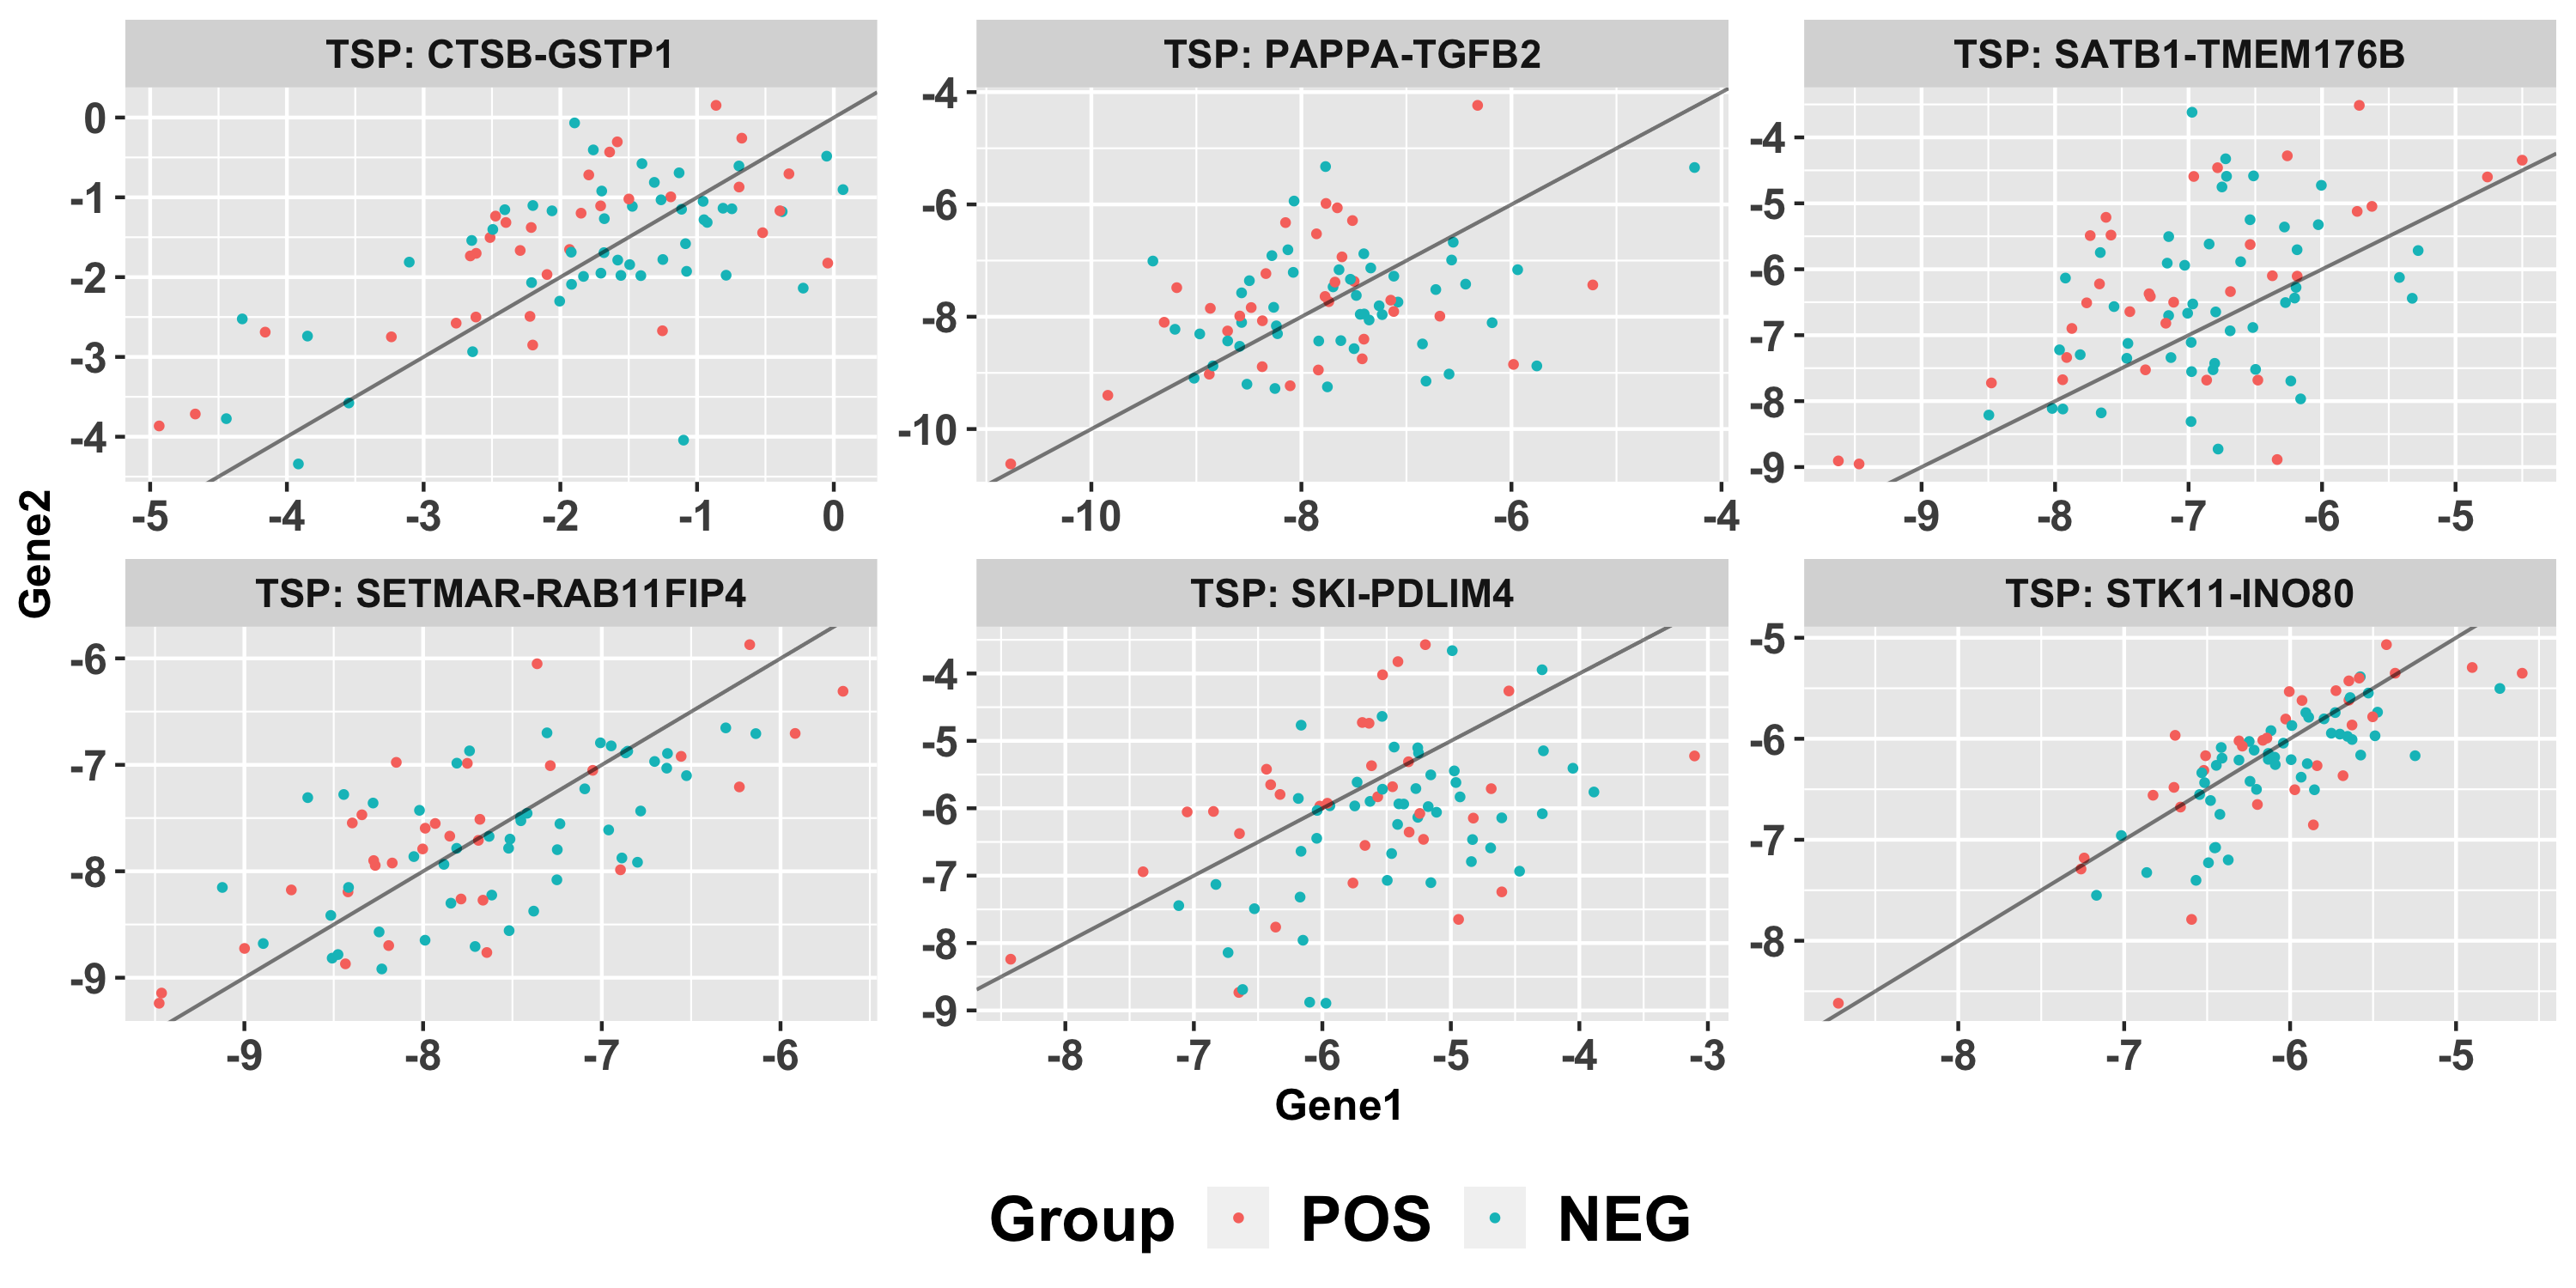 TSP: CTSB-GSTP1
TSP: PAPPA-TGFB2
TSP: SATB1-TMEM176B
0
-1
-2
-3
-4
-5 -4 -3 -2 -1 0
-4
-6
-8
-10
-10 -8 -6 -4
-4
-5
-6
-7
-8
-9
-9 -8 -7 -6 -5
Gene2
TSP: SETMAR-RAB11FIP4
TSP: SKI-PDLIM4
TSP: STK11-INO80
-6
-7
-8
-9
-9 -8 -7 -6
-4
-5
-6
-7
-8
-9
-8 -7 -6 -5 -4 -3
-5
-6
-7
-8
-8 -7 -6 -5
Gene1
Group POS NEG